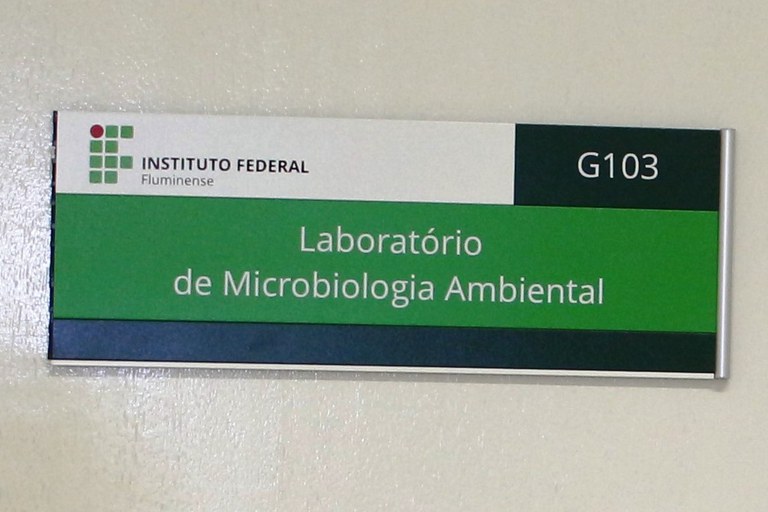 INSTITUTO FEDERAL
Fluminense
G103
Laboratório
de Microbiologia Ambiental